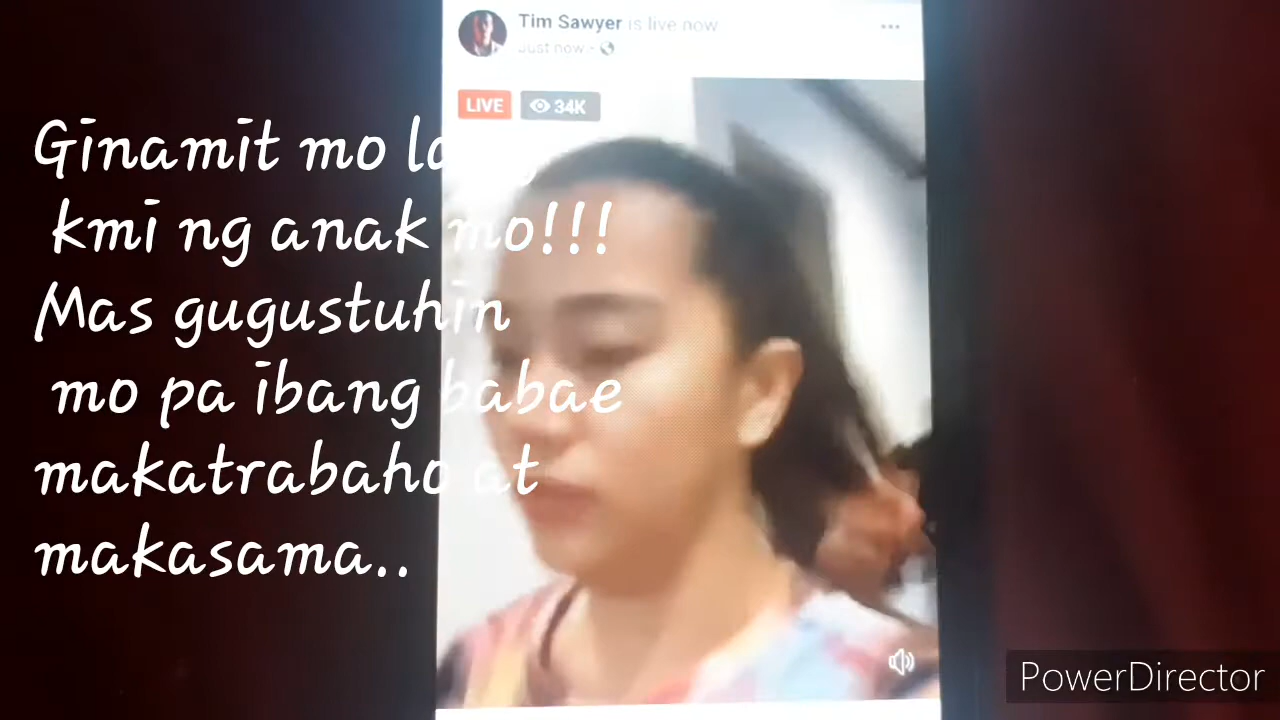 Tim Sawyer is live now
Just now
LIVE
34K
Ginamit mo
kmi ng anak mo!!!
Mas gugustuhin
mo pa ibang babae
makatrabaho at
makasama..
PowerDirector